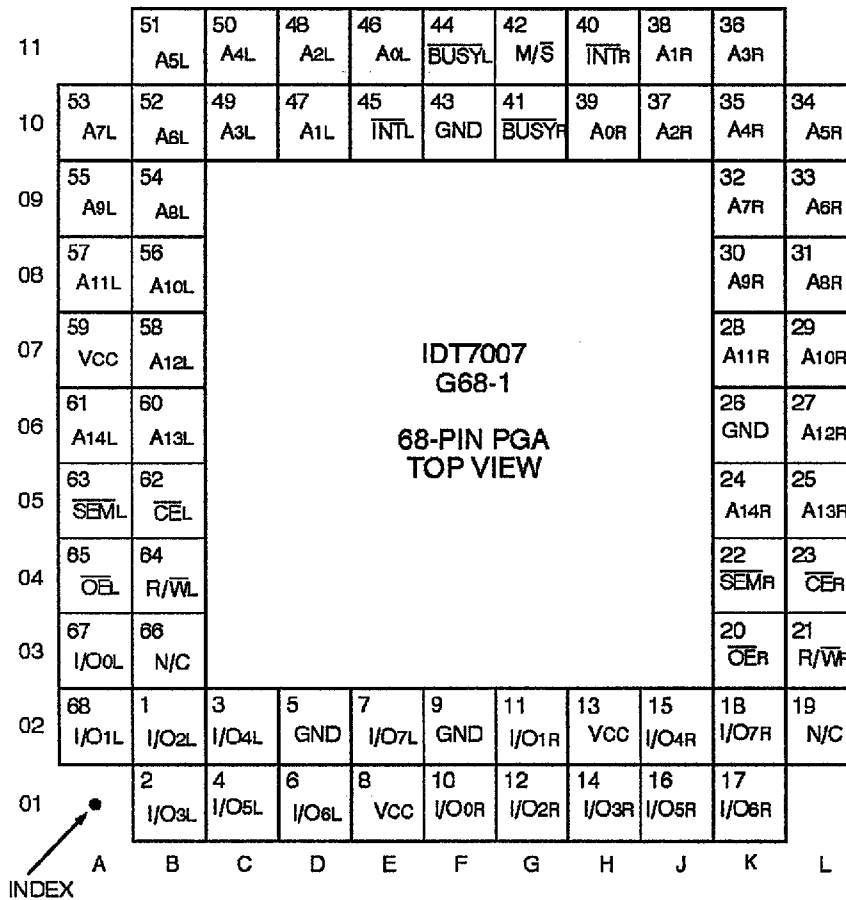 11 51 A5L 50 A4L 48 A2L 46 A0L 44 BUSYL 42 M/S 40 INTR 38 A1R 36 A3R
10 53 A7L 52 A6L 49 A3L 47 A1L 45 INTL 43 GND 41 BUSYR 39 A0R 37 A2R 35 A4R 34 A5R
09 55 A9L 54 A8L 32 A7R 33 A6R
08 57 A11L 56 A10L 30 A9R 31 A8R
07 59 VCC 58 A12L 28 A11R 29 A10R
IDT7007
G68-1
06 61 A14L 60 A13L 26 GND 27 A12R
68-PIN PGA
TOP VIEW
05 63 SEML 62 CEL 24 A14R 25 A13R
04 65 OEL 64 R/WL 22 SEMR 23 CER
03 67 I/O0L 66 N/C 20 OER 21 R/WR
02 68 I/O1L 1 I/O2L 3 I/O4L 5 GND 7 I/O7L 9 GND 11 I/O1R 13 VCC 15 I/O4R 18 I/O7R 19 N/C
01 2 I/O3L 4 I/O5L 6 I/O6L 8 VCC 10 I/O0R 12 I/O2R 14 I/O3R 16 I/O5R 17 I/O6R
A B C D E F G H J K L
INDEX